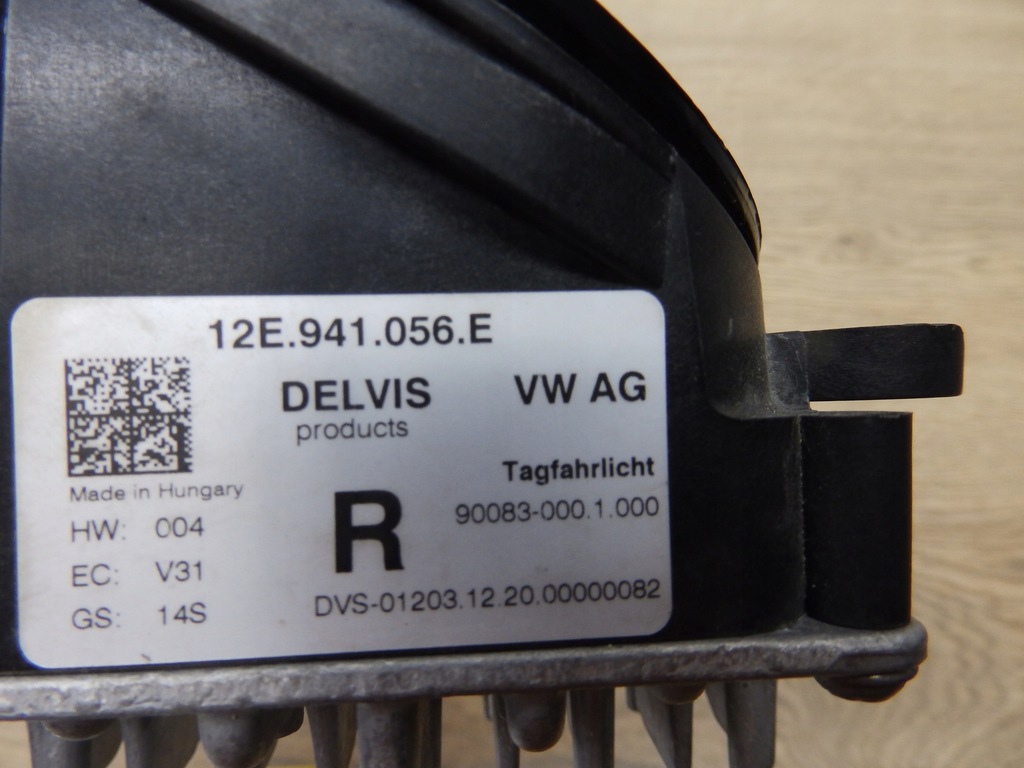 12E.941.056.E
DELVIS VW AG
products
Tagfahrlicht
Made in Hungary
90083-000.1.000
HW: 004
R
EC: V31
GS: 14S
DVS-01203.12.20.00000082